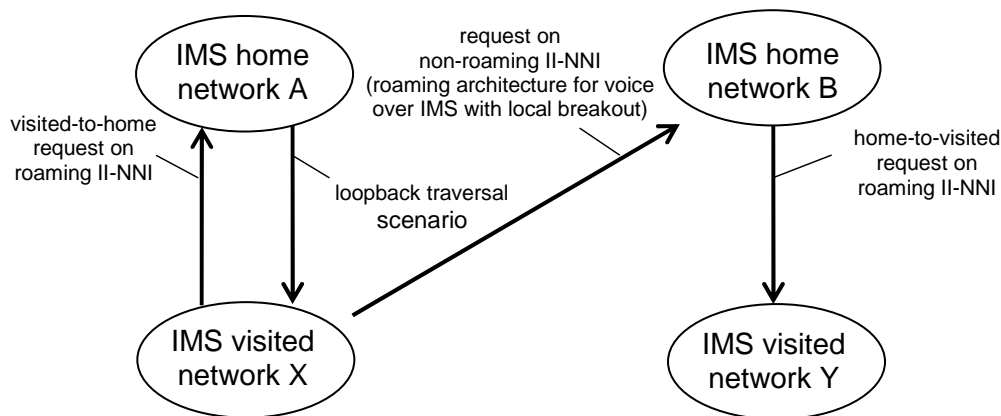 IMS home
network A
request on
non-roaming II-NNI
(roaming architecture for voice
over IMS with local breakout)
IMS home
network B
visited-to-home
request on
roaming II-NNI
loopback traversal
scenario
home-to-visited
request on
roaming II-NNI
IMS visited
network X
IMS visited
network Y